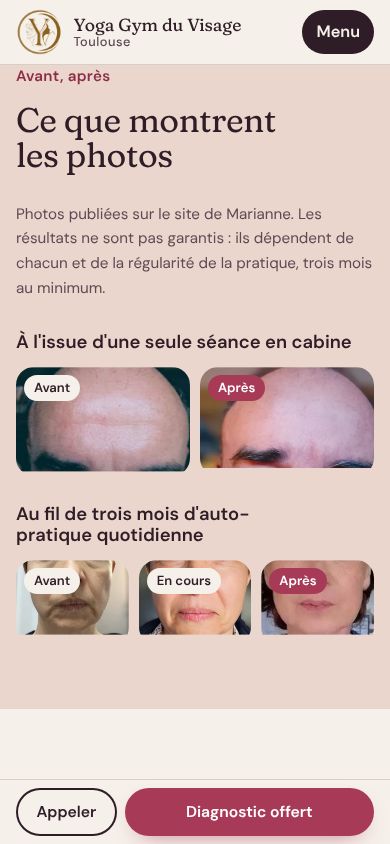 Yoga Gym du Visage
Toulouse
Menu
Avant, après
Ce que montrent
les photos
Photos publiées sur le site de Marianne. Les
résultats ne sont pas garantis : ils dépendent de
chacun et de la régularité de la pratique, trois mois
au minimum.
À l'issue d'une seule séance en cabine
Avant
Après
Au fil de trois mois d'auto-
pratique quotidienne
Avant
En cours
Après
Appeler
Diagnostic offert